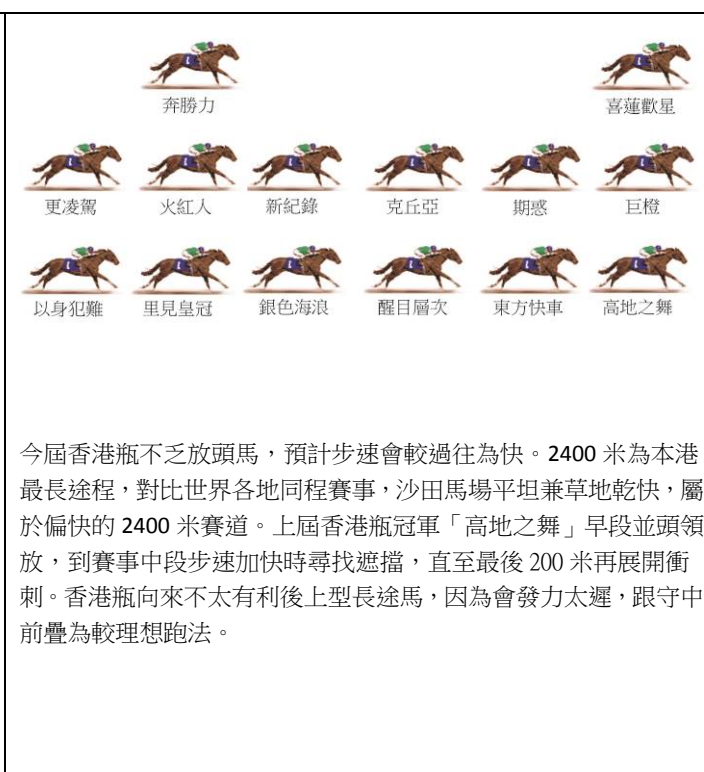 奔勝力 喜蓮歡星
更凌駕 火紅人 新紀錄 克丘亞 期惑 巨橙
以身犯難 里見皇冠 銀色海浪 醒目層次 東方快車 高地之舞
今屆香港瓶不乏放頭馬，預計步速會較過往為快。2400 米為本港
最長途程，對比世界各地同程賽事，沙田馬場平坦兼草地乾快，屬
於偏快的 2400 米賽道。上屆香港瓶冠軍「高地之舞」早段並頭領
放，到賽事中段步速加快時尋找遮擋，直至最後 200 米再展開衝
刺。香港瓶向來不太有利後上型長途馬，因為會發力太遲，跟守中
前疊為較理想跑法。